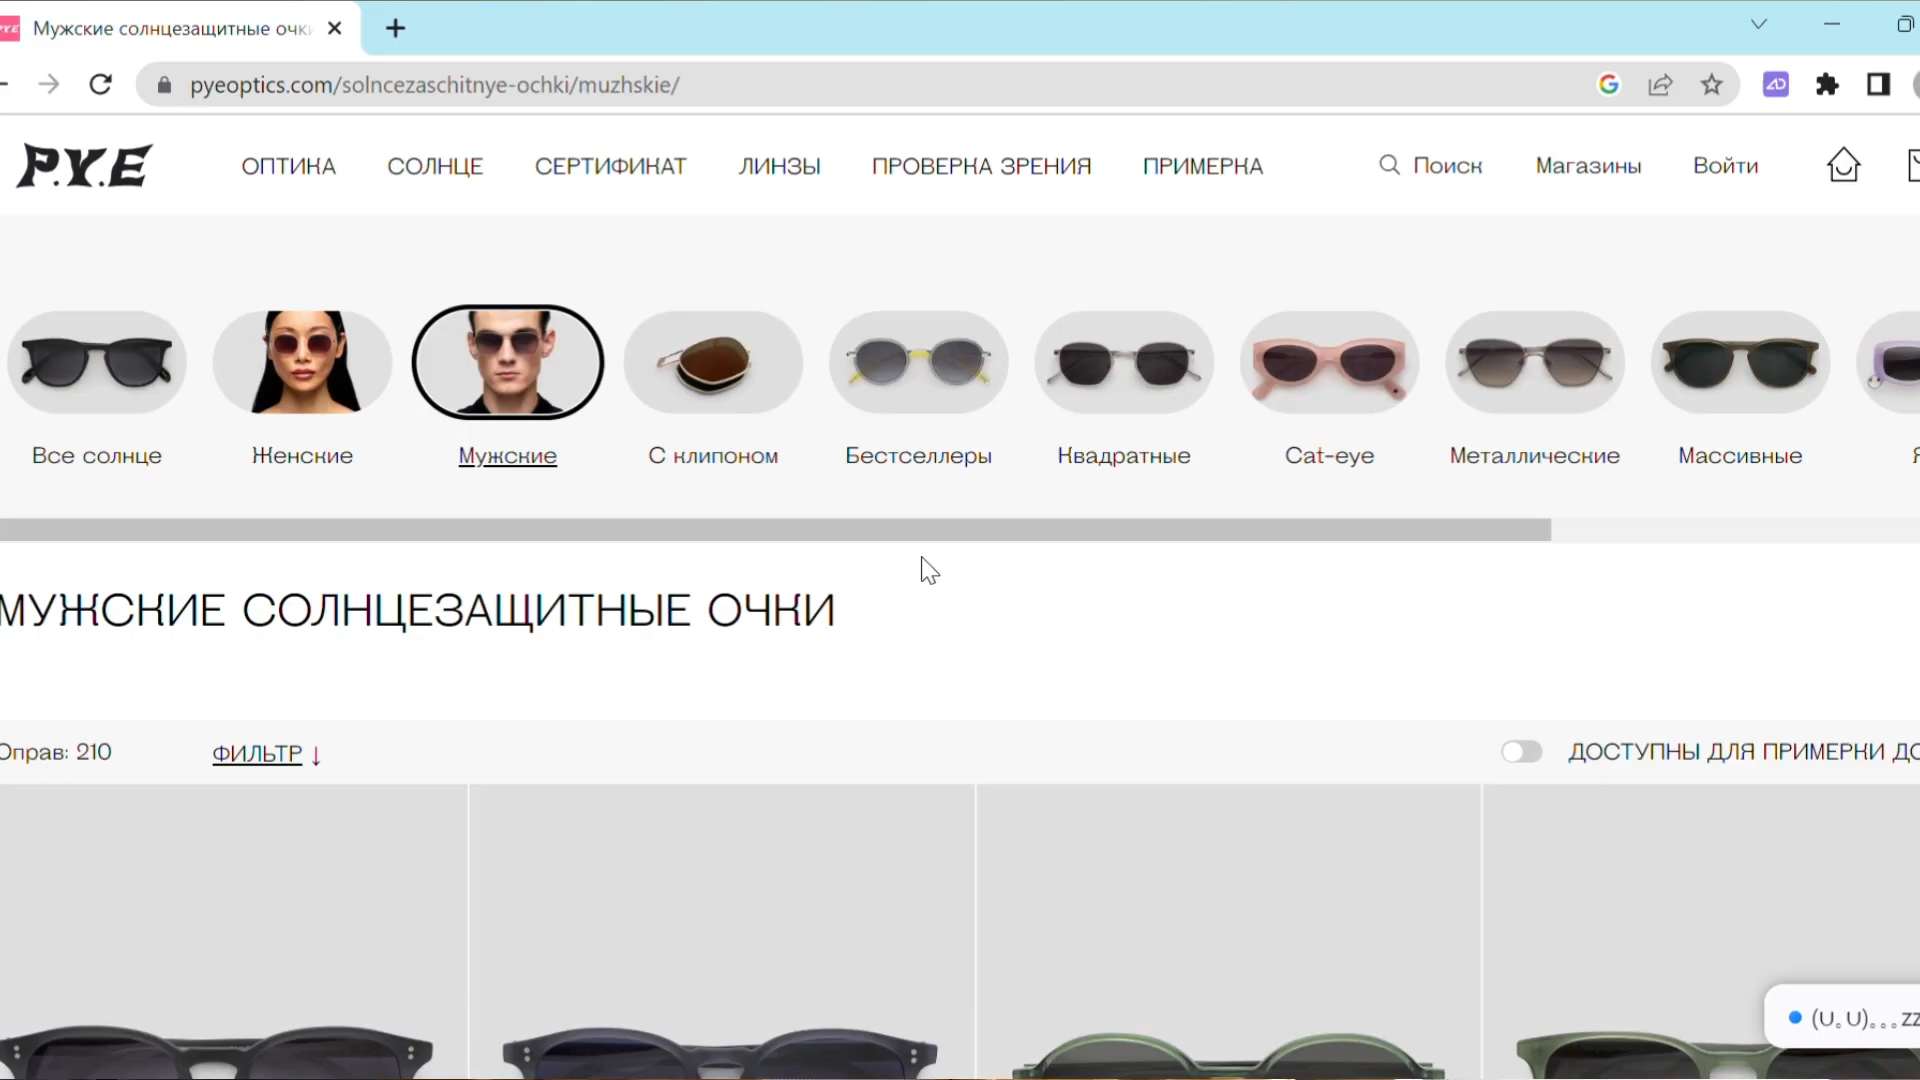 Мужские солнцезащитные очк
pyeoptics.com/solncezaschitnye-ochki/muzhskie/
P.Y.E ОПТИКА СОЛНЦЕ СЕРТИФИКАТ ЛИНЗЫ ПРОВЕРКА ЗРЕНИЯ ПРИМЕРКА Поиск Магазины Войти
Все солнце Женские Мужские С клипоном Бестселлеры Квадратные Cat-eye Металлические Массивные
МУЖСКИЕ СОЛНЦЕЗАЩИТНЫЕ ОЧКИ
Оправ: 210 ФИЛЬТР ↓ ДОСТУПНЫ ДЛЯ ПРИМЕРКИ ДО
(U. U)... zz